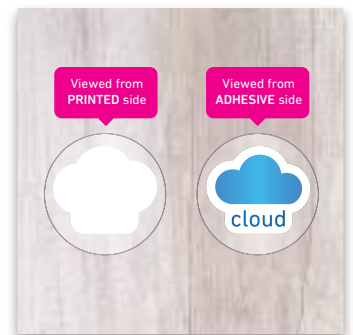 Viewed from
PRINTED side
Viewed from
ADHESIVE side
cloud